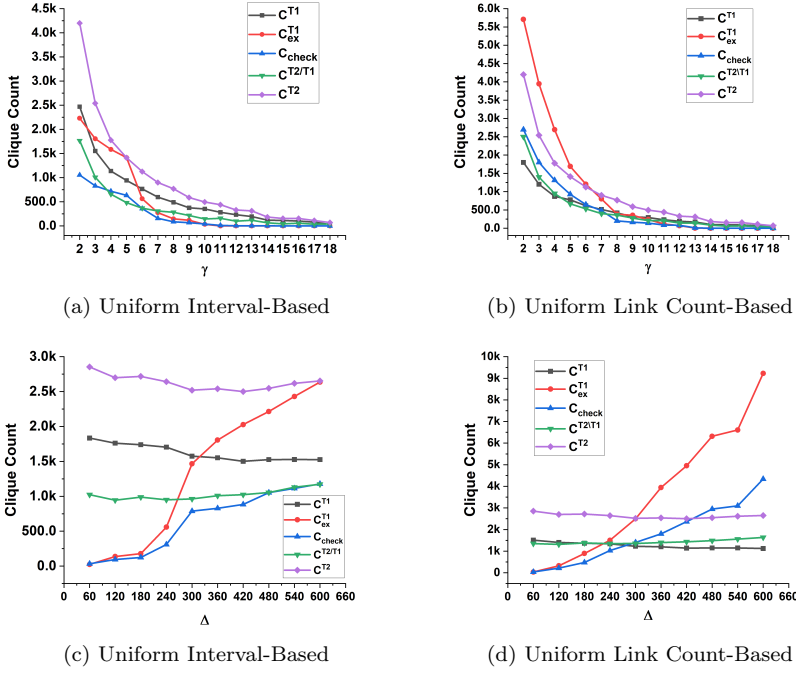 4.5k
4.0k
3.5k
3.0k
2.5k
2.0k
1.5k
1.0k
500.0
0.0
Clique Count
2 3 4 5 6 7 8 9 10 11 12 13 14 15 16 17 18
γ
C^T1
C_ex^T1
C_check
C^T2/T1
C^T2
(a) Uniform Interval-Based
6.0k
5.5k
5.0k
4.5k
4.0k
3.5k
3.0k
2.5k
2.0k
1.5k
1.0k
500.0
0.0
Clique Count
2 3 4 5 6 7 8 9 10 11 12 13 14 15 16 17 18
γ
C^T1
C_ex^T1
C_check
C^T2\T1
C^T2
(b) Uniform Link Count-Based
3.0k
2.5k
2.0k
1.5k
1.0k
500.0
0.0
Clique Count
0 60 120 180 240 300 360 420 480 540 600 660
Δ
C^T1
C_ex^T1
C_check
C^T2/T1
C^T2
(c) Uniform Interval-Based
10k
9k
8k
7k
6k
5k
4k
3k
2k
1k
0
Clique Count
0 60 120 180 240 300 360 420 480 540 600 660
Δ
C^T1
C_ex^T1
C_check
C^T2\T1
C^T2
(d) Uniform Link Count-Based